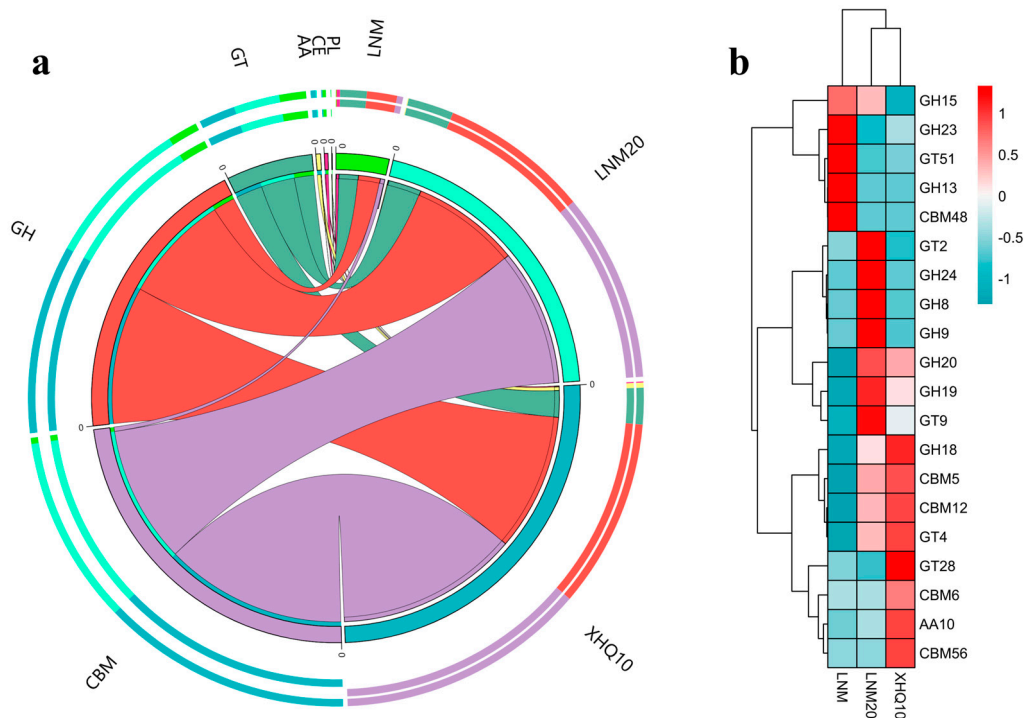 a
GT
AA
CE
PL
LNM
LNM20
GH
CBM
XHQ10
0
0
0
0
0
0
0
0
b
GH15
GH23
GT51
GH13
CBM48
GT2
GH24
GH8
GH9
GH20
GH19
GT9
GH18
CBM5
CBM12
GT4
GT28
CBM6
AA10
CBM56
LNM
LNM20
XHQ10
1
0.5
0
-0.5
-1